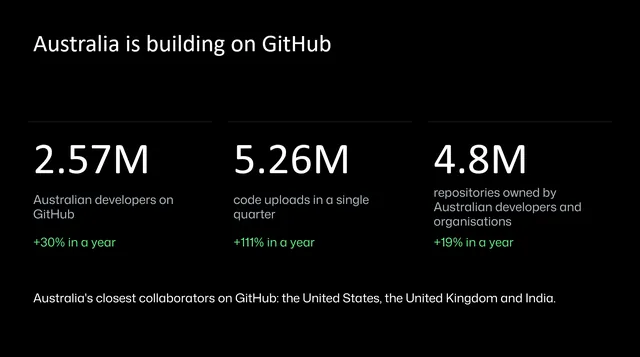 Australia is building on GitHub
2.57M
Australian developers on
GitHub
+30% in a year
5.26M
code uploads in a single
quarter
+111% in a year
4.8M
repositories owned by
Australian developers and
organisations
+19% in a year
Australia's closest collaborators on GitHub: the United States, the United Kingdom and India.